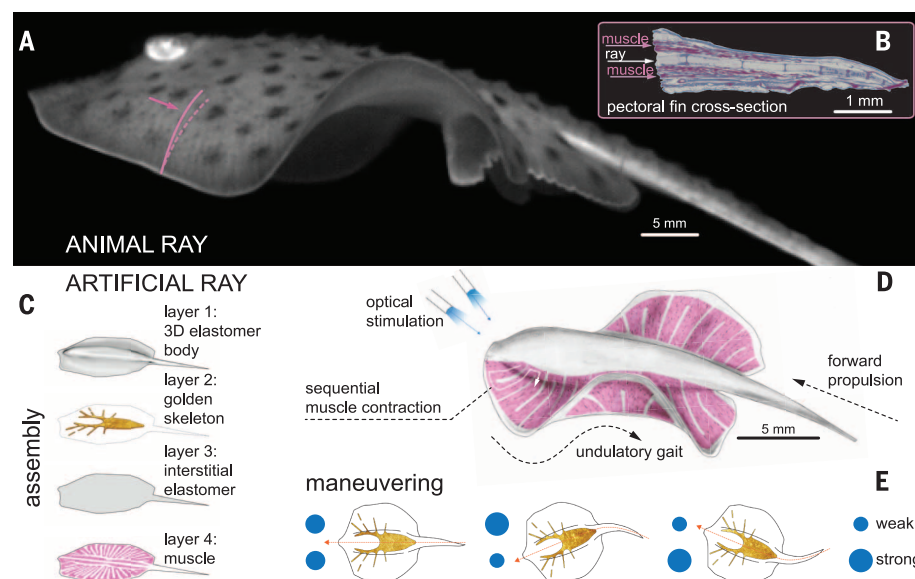 A
B
muscle
ray
muscle
1 mm
pectoral fin cross-section
5 mm
ANIMAL RAY
ARTIFICIAL RAY
C
layer 1:
3D elastomer
body
layer 2:
golden
skeleton
layer 3:
interstitial
elastomer
layer 4:
muscle
assembly
D
optical
stimulation
sequential
muscle contraction
forward
propulsion
undulatory gait
5 mm
maneuvering
E
weak
strong